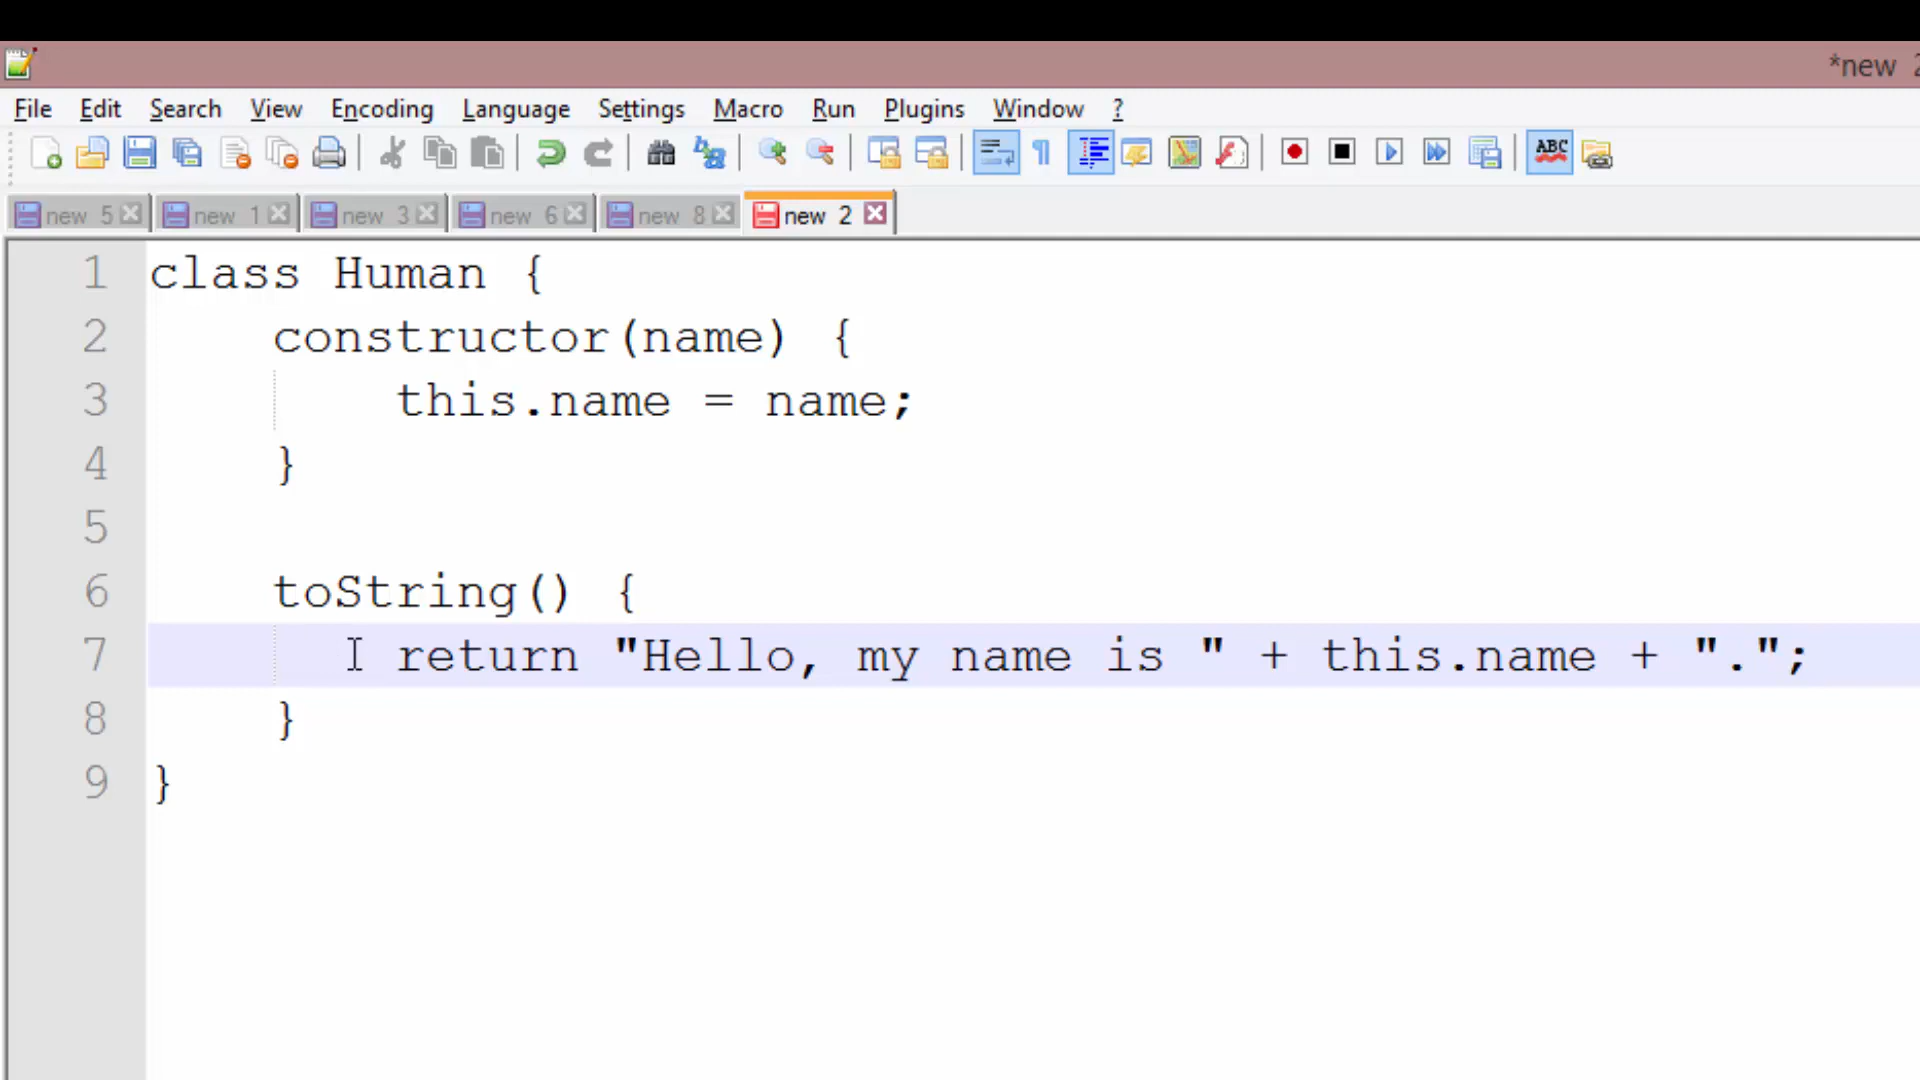 *new 2
File Edit Search View Encoding Language Settings Macro Run Plugins Window ?
ABC
new 5 new 1 new 3 new 6 new 8 new 2
1 class Human {
2 constructor(name) {
3 this.name = name;
4 }
5
6 toString() {
7 return "Hello, my name is " + this.name + ".";
8 }
9 }